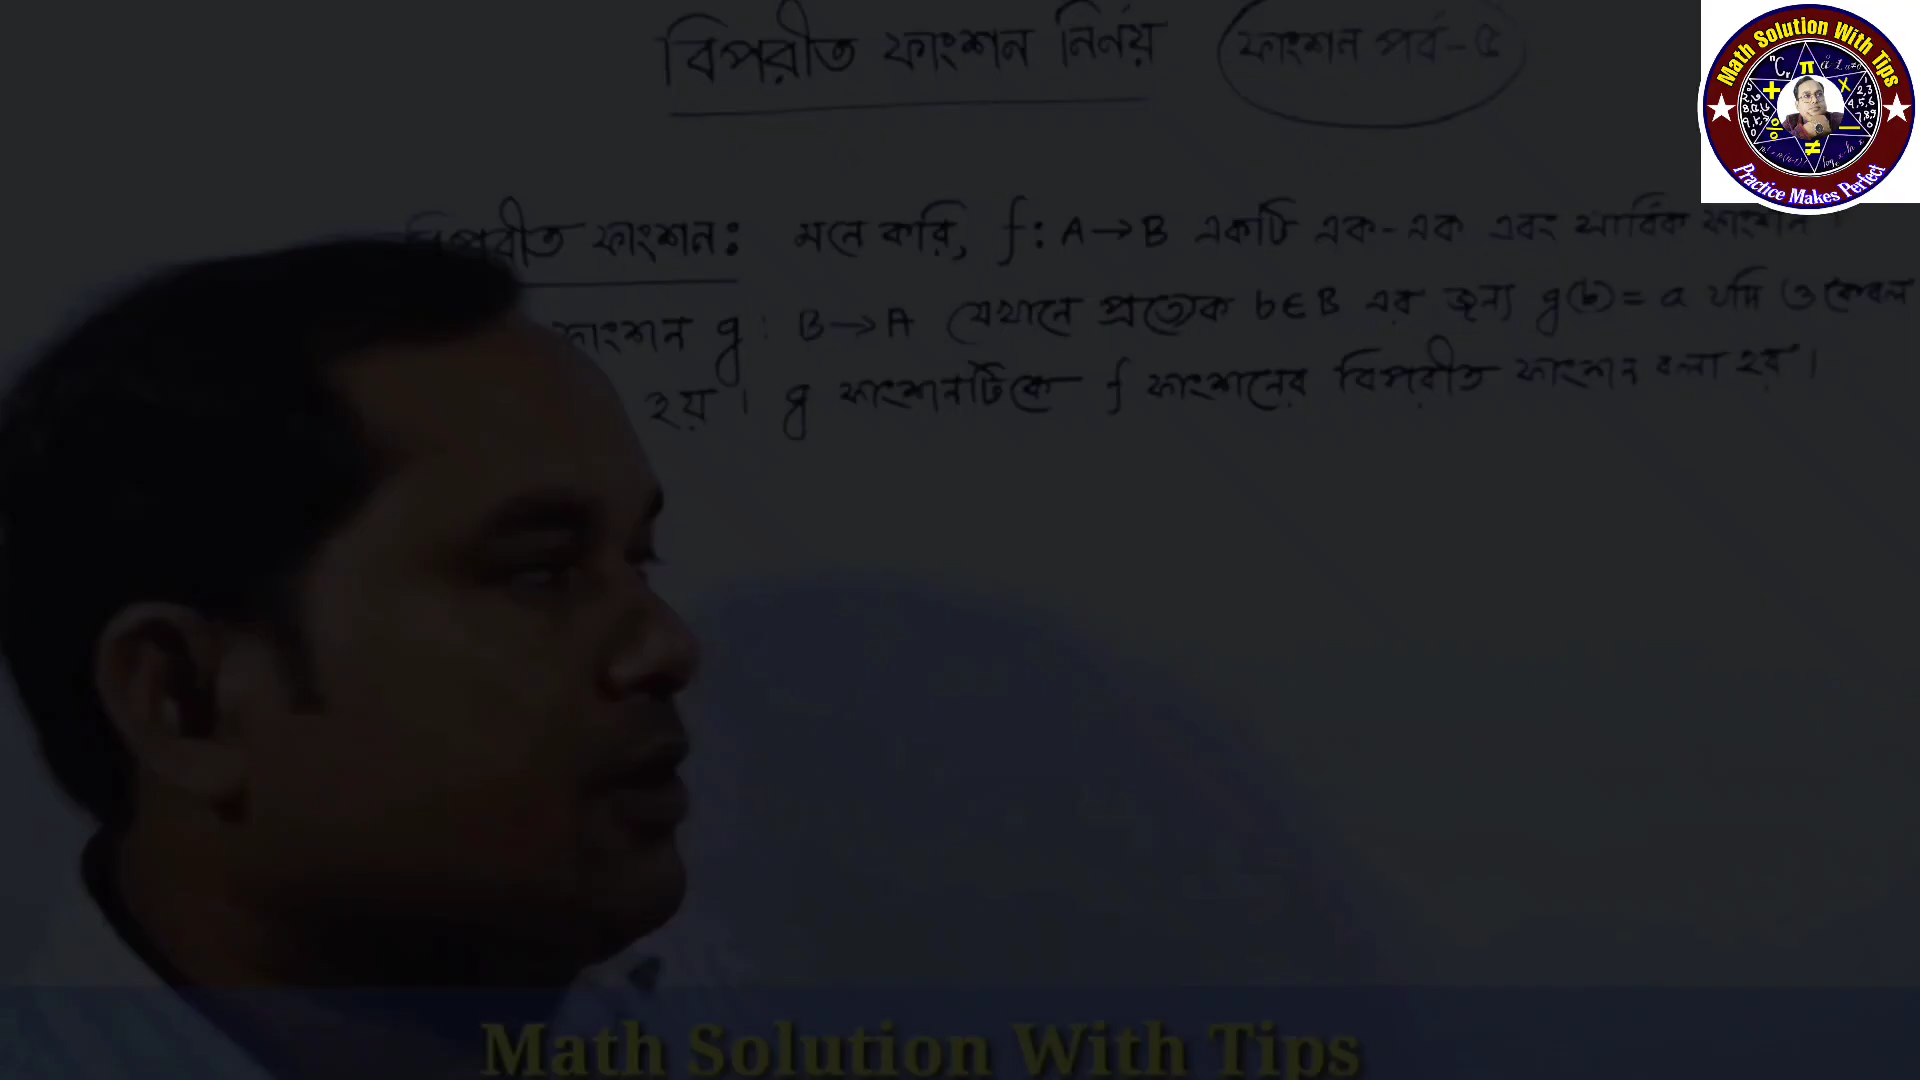 বিপরীত ফাংশন নির্ণয় ফাংশন পর্ব-৫
বিপরীত ফাংশন: মনে করি, f: A→B একটি এক-এক এবং সার্বিক ফাংশন।
ফাংশন g: B→A যেখানে প্রত্যেক b∈B এর জন্য g(b)=a যদি ও কেবল
হয়। g ফাংশনটিকে f ফাংশনের বিপরীত ফাংশন বলা হয়।
Math Solution With Tips
Practice Makes Perfect
Math Solution With Tips